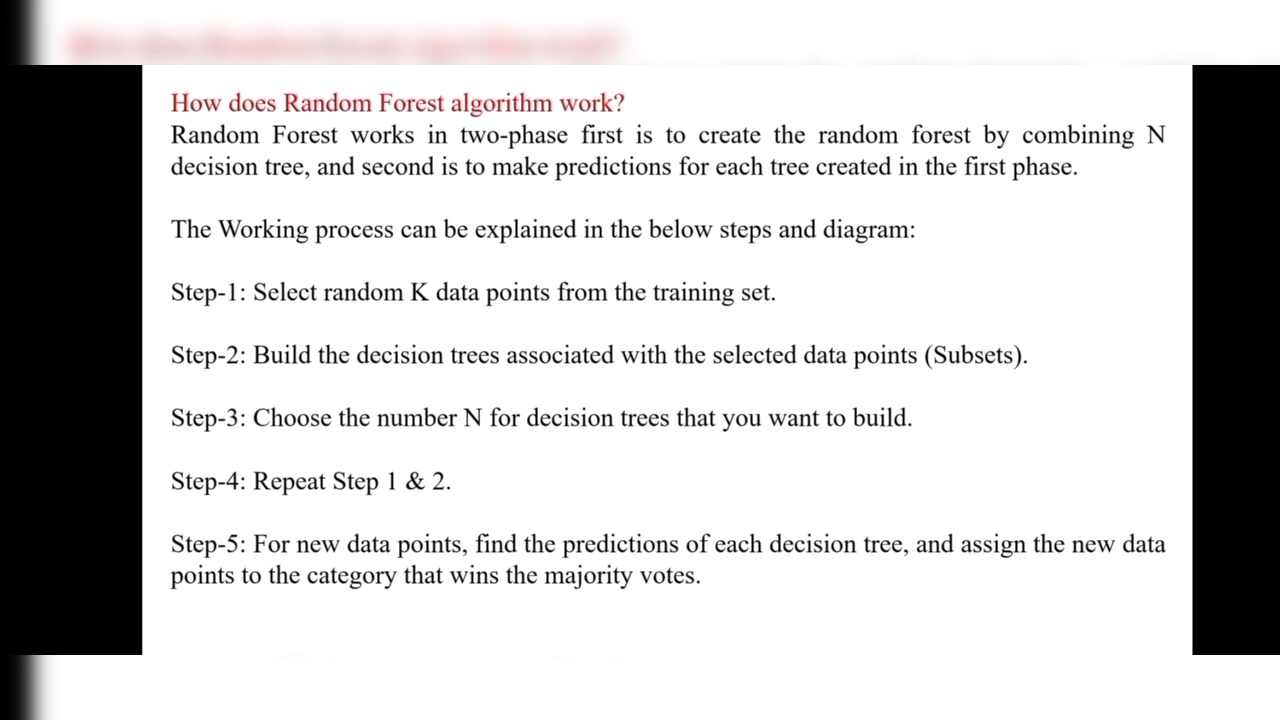 How does Random Forest algorithm work?
Random Forest works in two-phase first is to create the random forest by combining N
decision tree, and second is to make predictions for each tree created in the first phase.
The Working process can be explained in the below steps and diagram:
Step-1: Select random K data points from the training set.
Step-2: Build the decision trees associated with the selected data points (Subsets).
Step-3: Choose the number N for decision trees that you want to build.
Step-4: Repeat Step 1 & 2.
Step-5: For new data points, find the predictions of each decision tree, and assign the new data
points to the category that wins the majority votes.